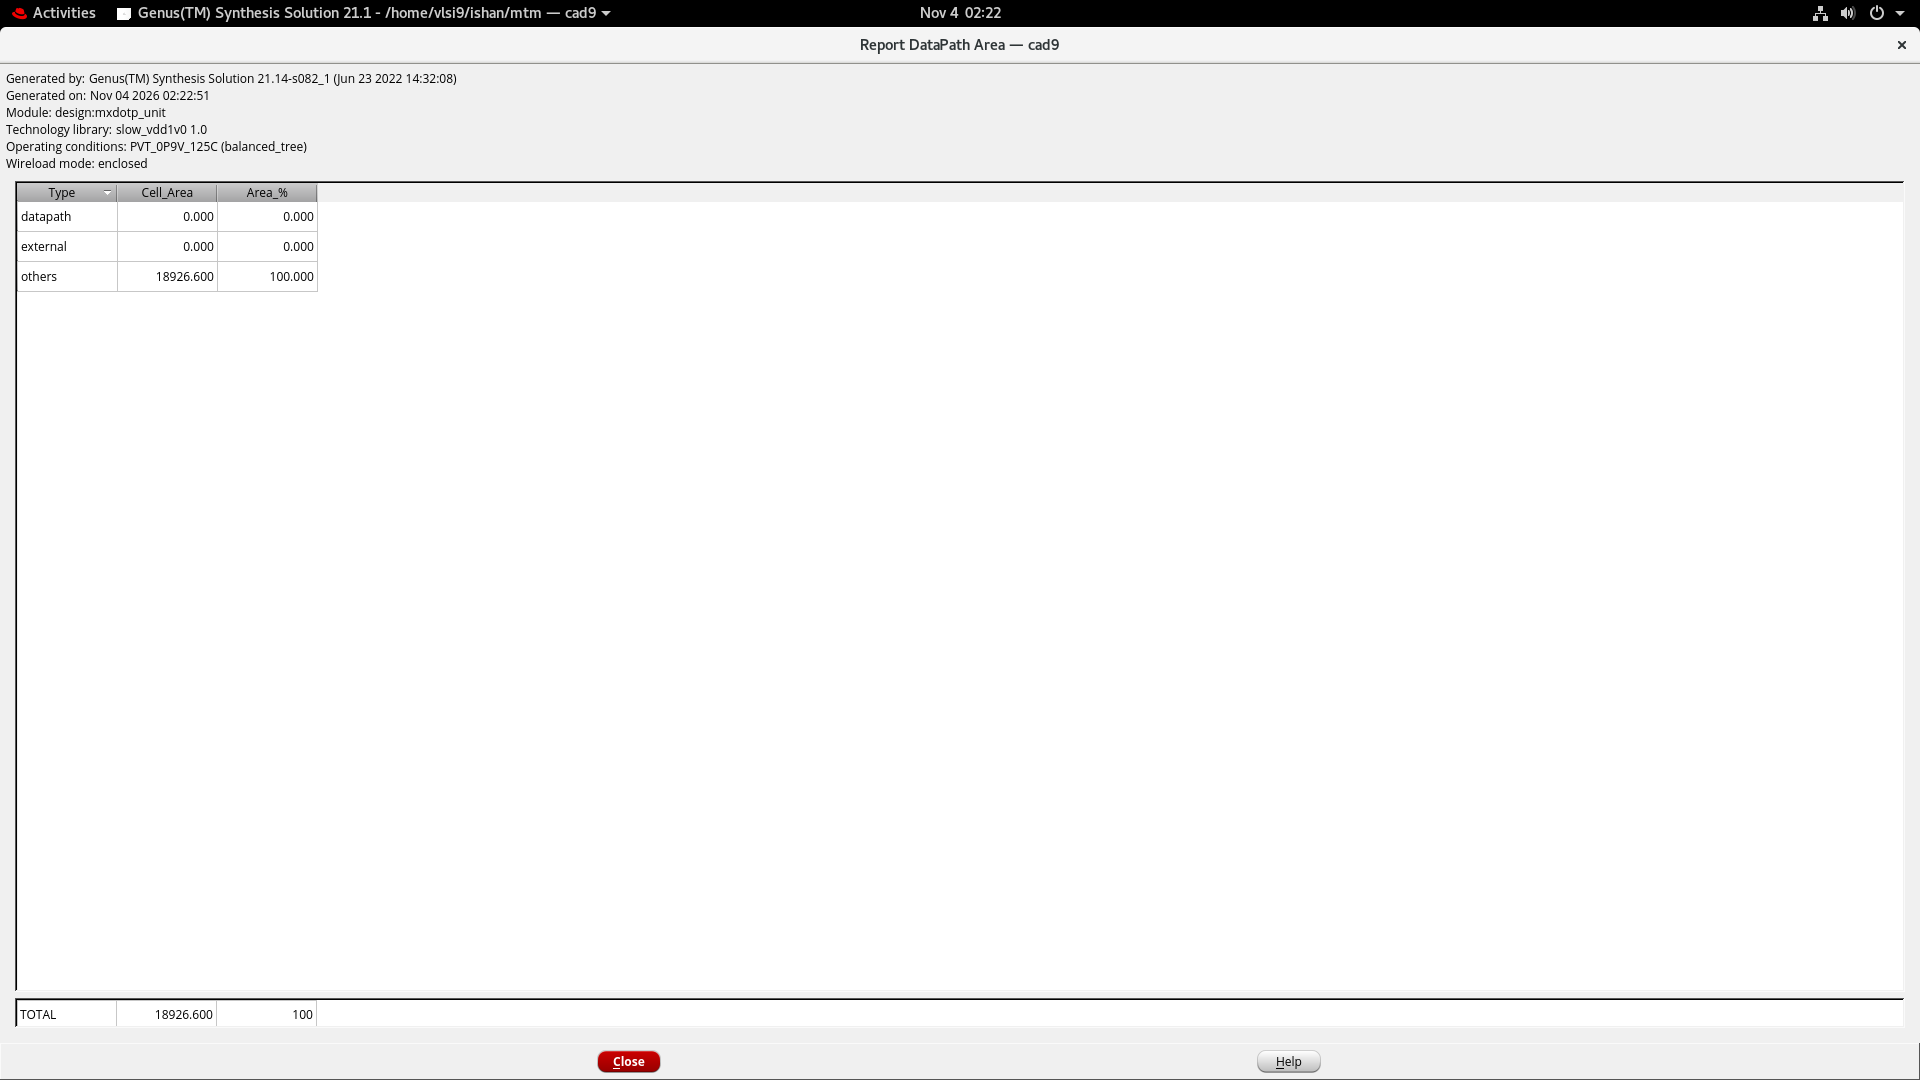 Activities Genus(TM) Synthesis Solution 21.1 - /home/vlsi9/ishan/mtm — cad9 Nov 4 02:22
Report DataPath Area — cad9
Generated by: Genus(TM) Synthesis Solution 21.14-s082_1 (Jun 23 2022 14:32:08)
Generated on: Nov 04 2026 02:22:51
Module: design:mxdotp_unit
Technology library: slow_vdd1v0 1.0
Operating conditions: PVT_0P9V_125C (balanced_tree)
Wireload mode: enclosed
Type Cell_Area Area_%
datapath 0.000 0.000
external 0.000 0.000
others 18926.600 100.000
TOTAL 18926.600 100
Close Help